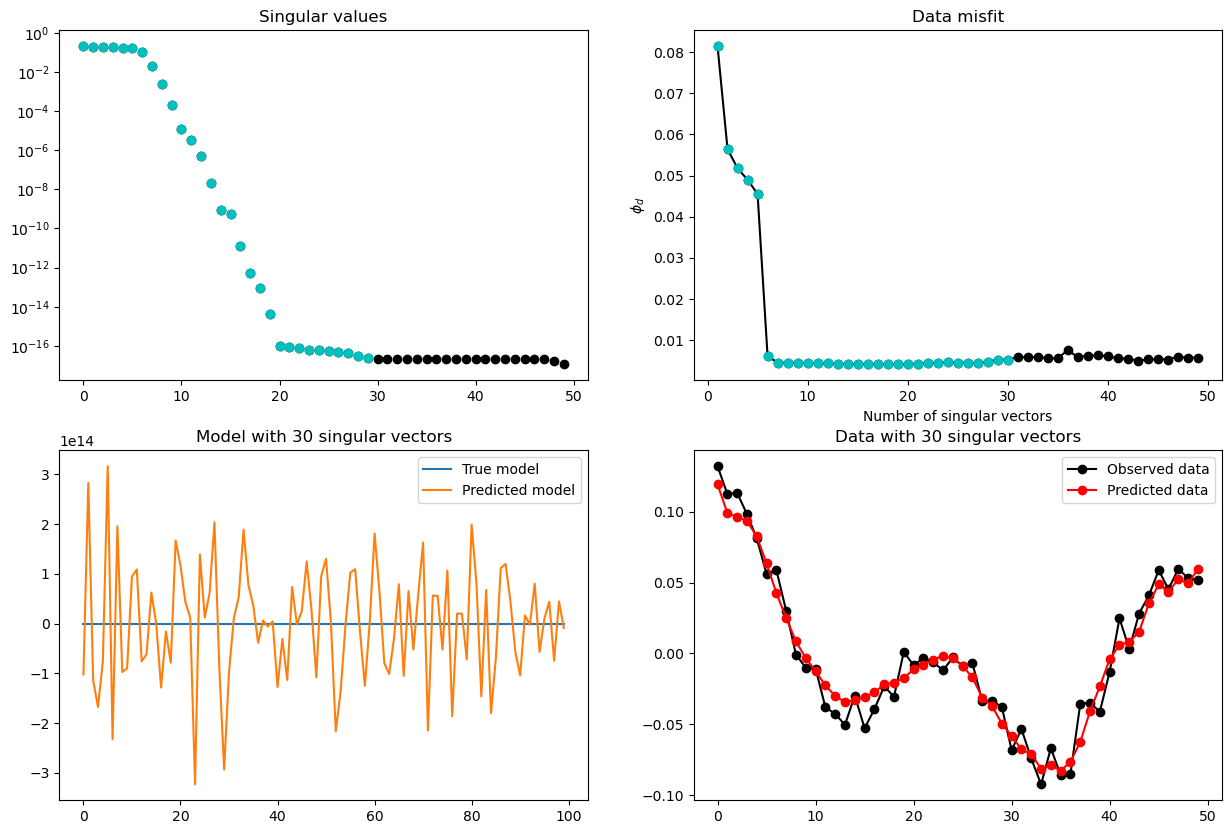 Singular values
10^0
10^-2
10^-4
10^-6
10^-8
10^-10
10^-12
10^-14
10^-16
0 10 20 30 40 50
Data misfit
ϕ_d
0.08
0.07
0.06
0.05
0.04
0.03
0.02
0.01
0 10 20 30 40 50
Number of singular vectors
1e14
Model with 30 singular vectors
True model
Predicted model
3
2
1
0
−1
−2
−3
0 20 40 60 80 100
Data with 30 singular vectors
Observed data
Predicted data
0.10
0.05
0.00
−0.05
−0.10
0 10 20 30 40 50